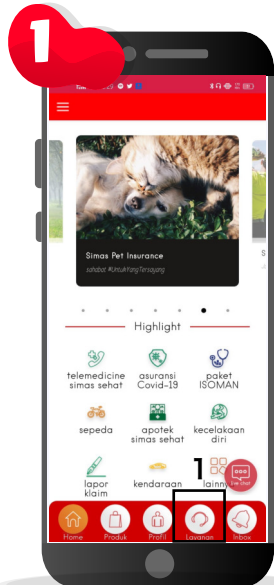 1
Simas Pet Insurance
sahabat #UntukYangTersayang
Highlight
telemedicine
simas sehat
asuransi
Covid-19
paket
ISOMAN
sepeda
apotek
simas sehat
kecelakaan
diri
lapor
klaim
kendaraan
lainny
1
live chat
Home
Produk
Profil
Layanan
Inbox